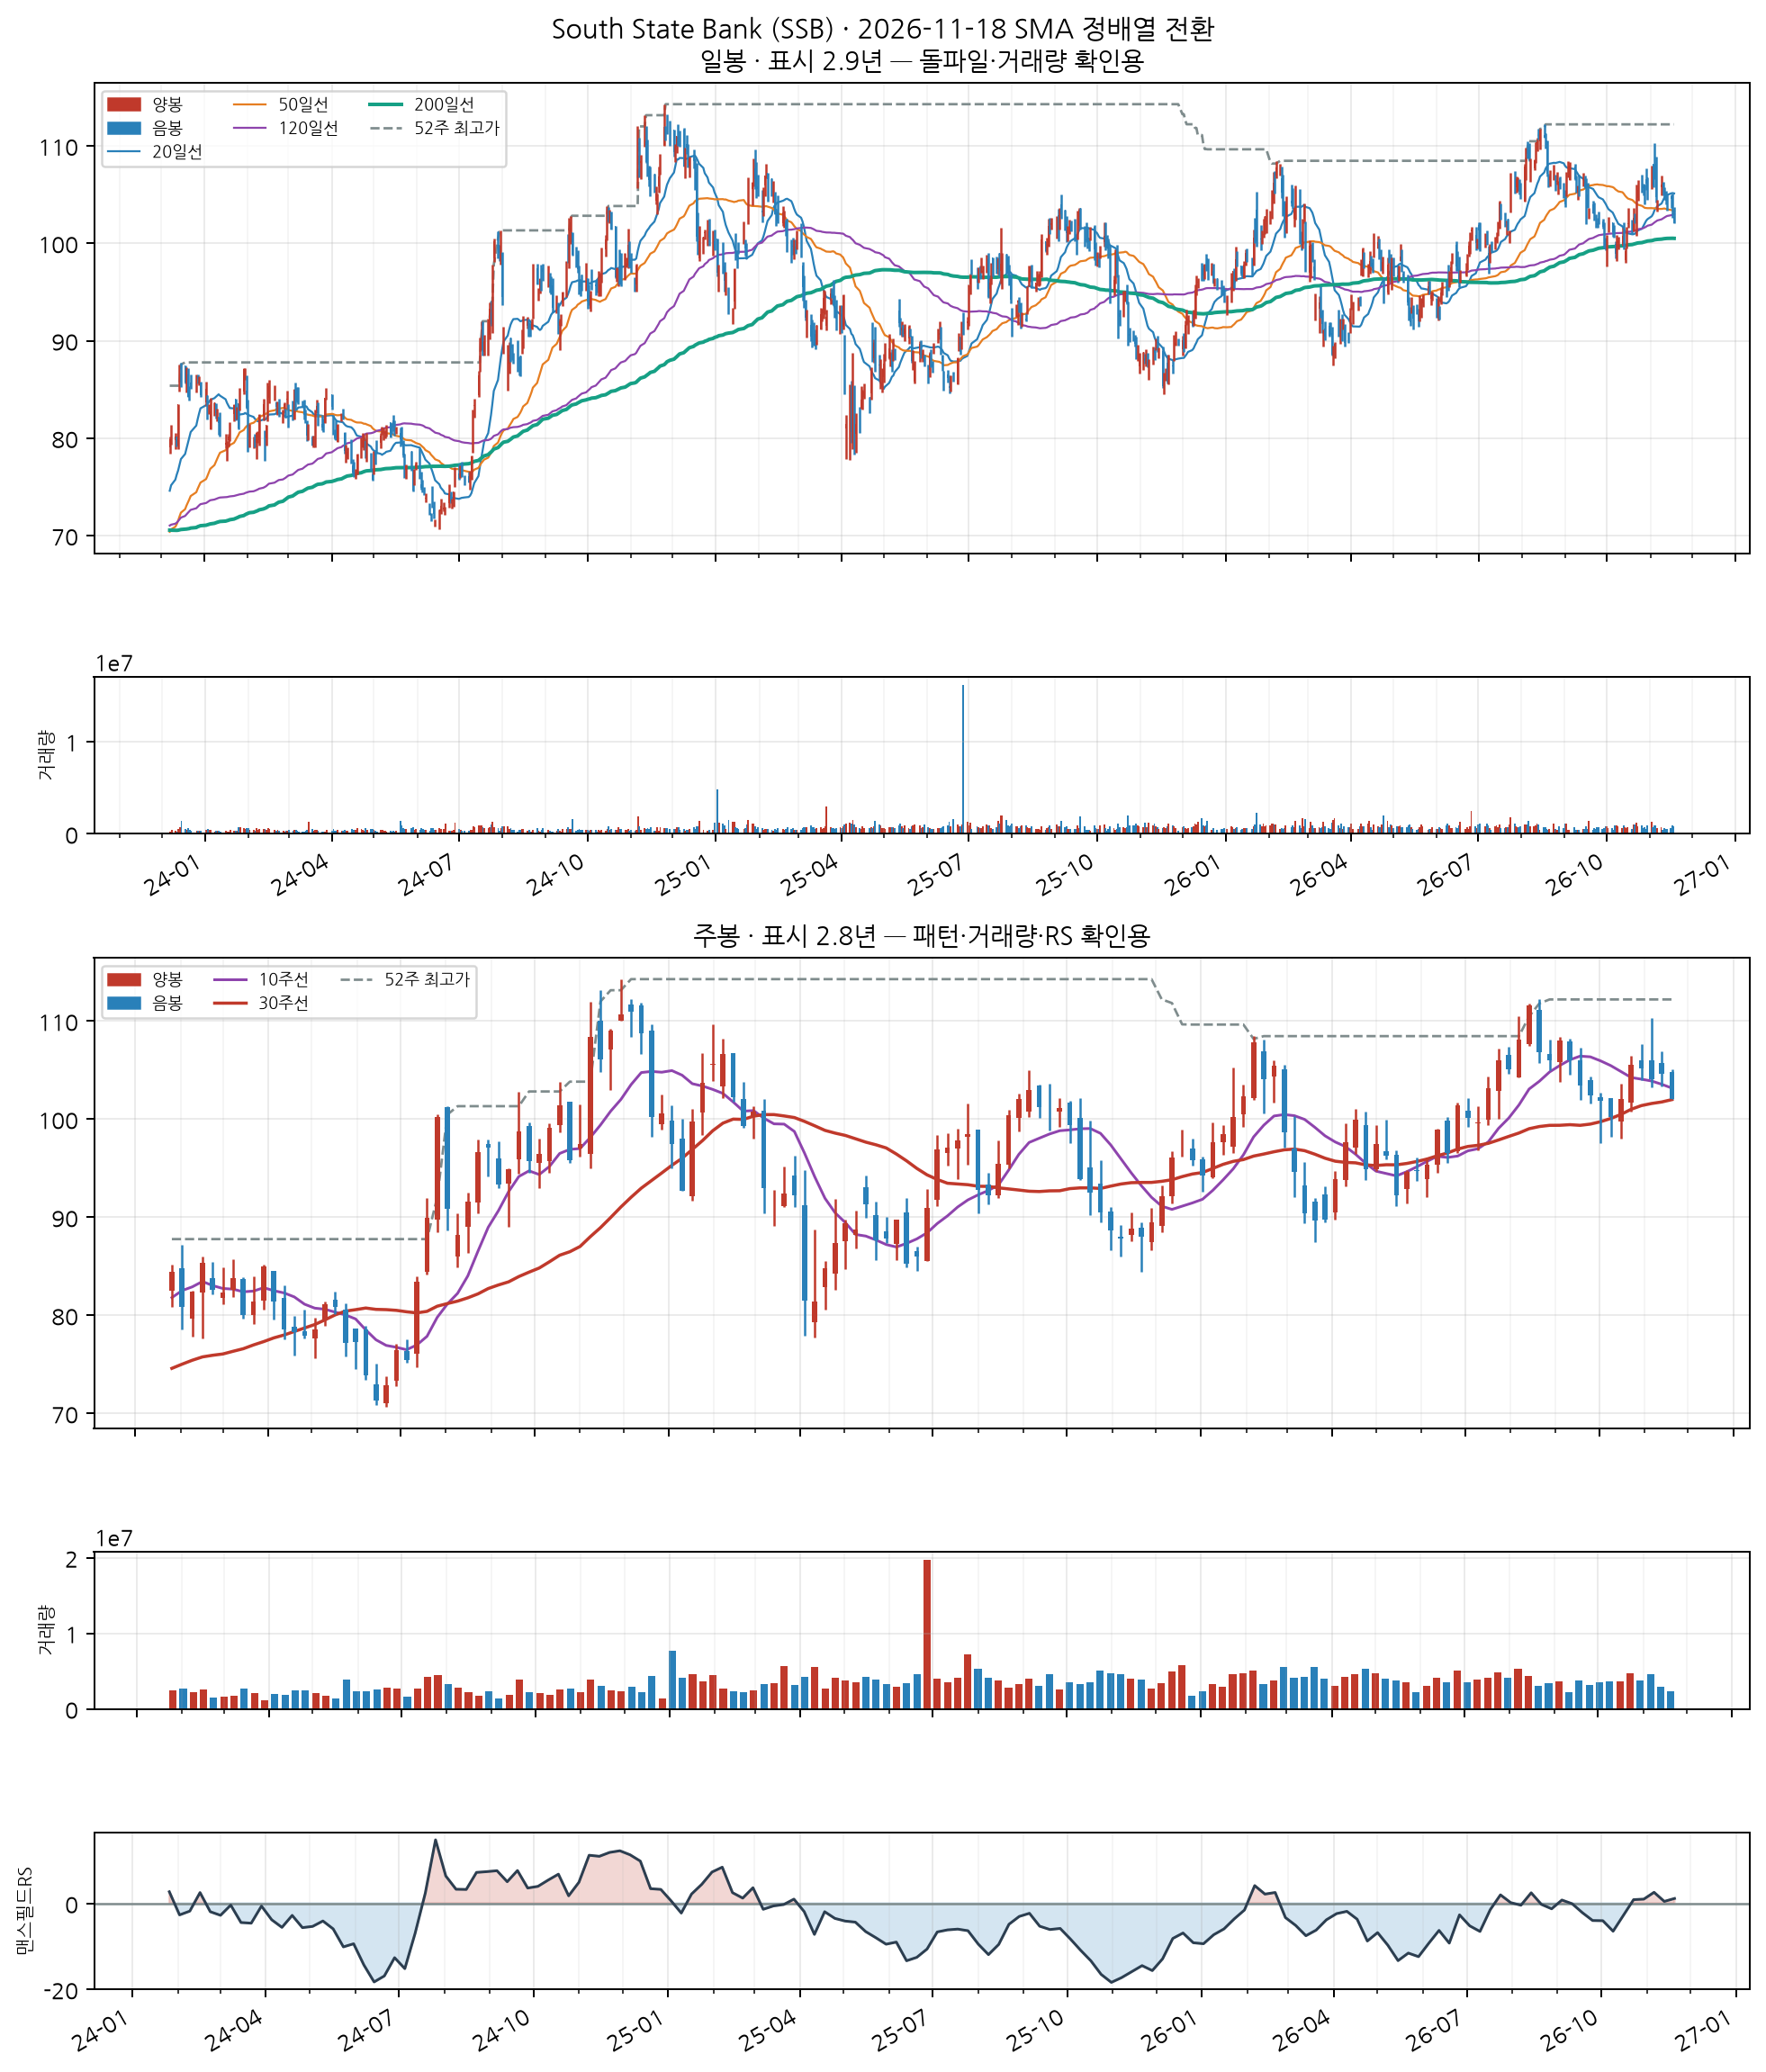 South State Bank (SSB) · 2026-11-18 SMA 정배열 전환
일봉 · 표시 2.9년 — 돌파일·거래량 확인용
양봉
음봉
20일선
50일선
120일선
200일선
52주 최고가
110
100
90
80
70
1e7
거래량
1
0
24-01
24-04
24-07
24-10
25-01
25-04
25-07
25-10
26-01
26-04
26-07
26-10
27-01
주봉 · 표시 2.8년 — 패턴·거래량·RS 확인용
양봉
음봉
10주선
30주선
52주 최고가
110
100
90
80
70
1e7
거래량
2
1
0
맨스필드RS
0
-20
24-01
24-04
24-07
24-10
25-01
25-04
25-07
25-10
26-01
26-04
26-07
26-10
27-01